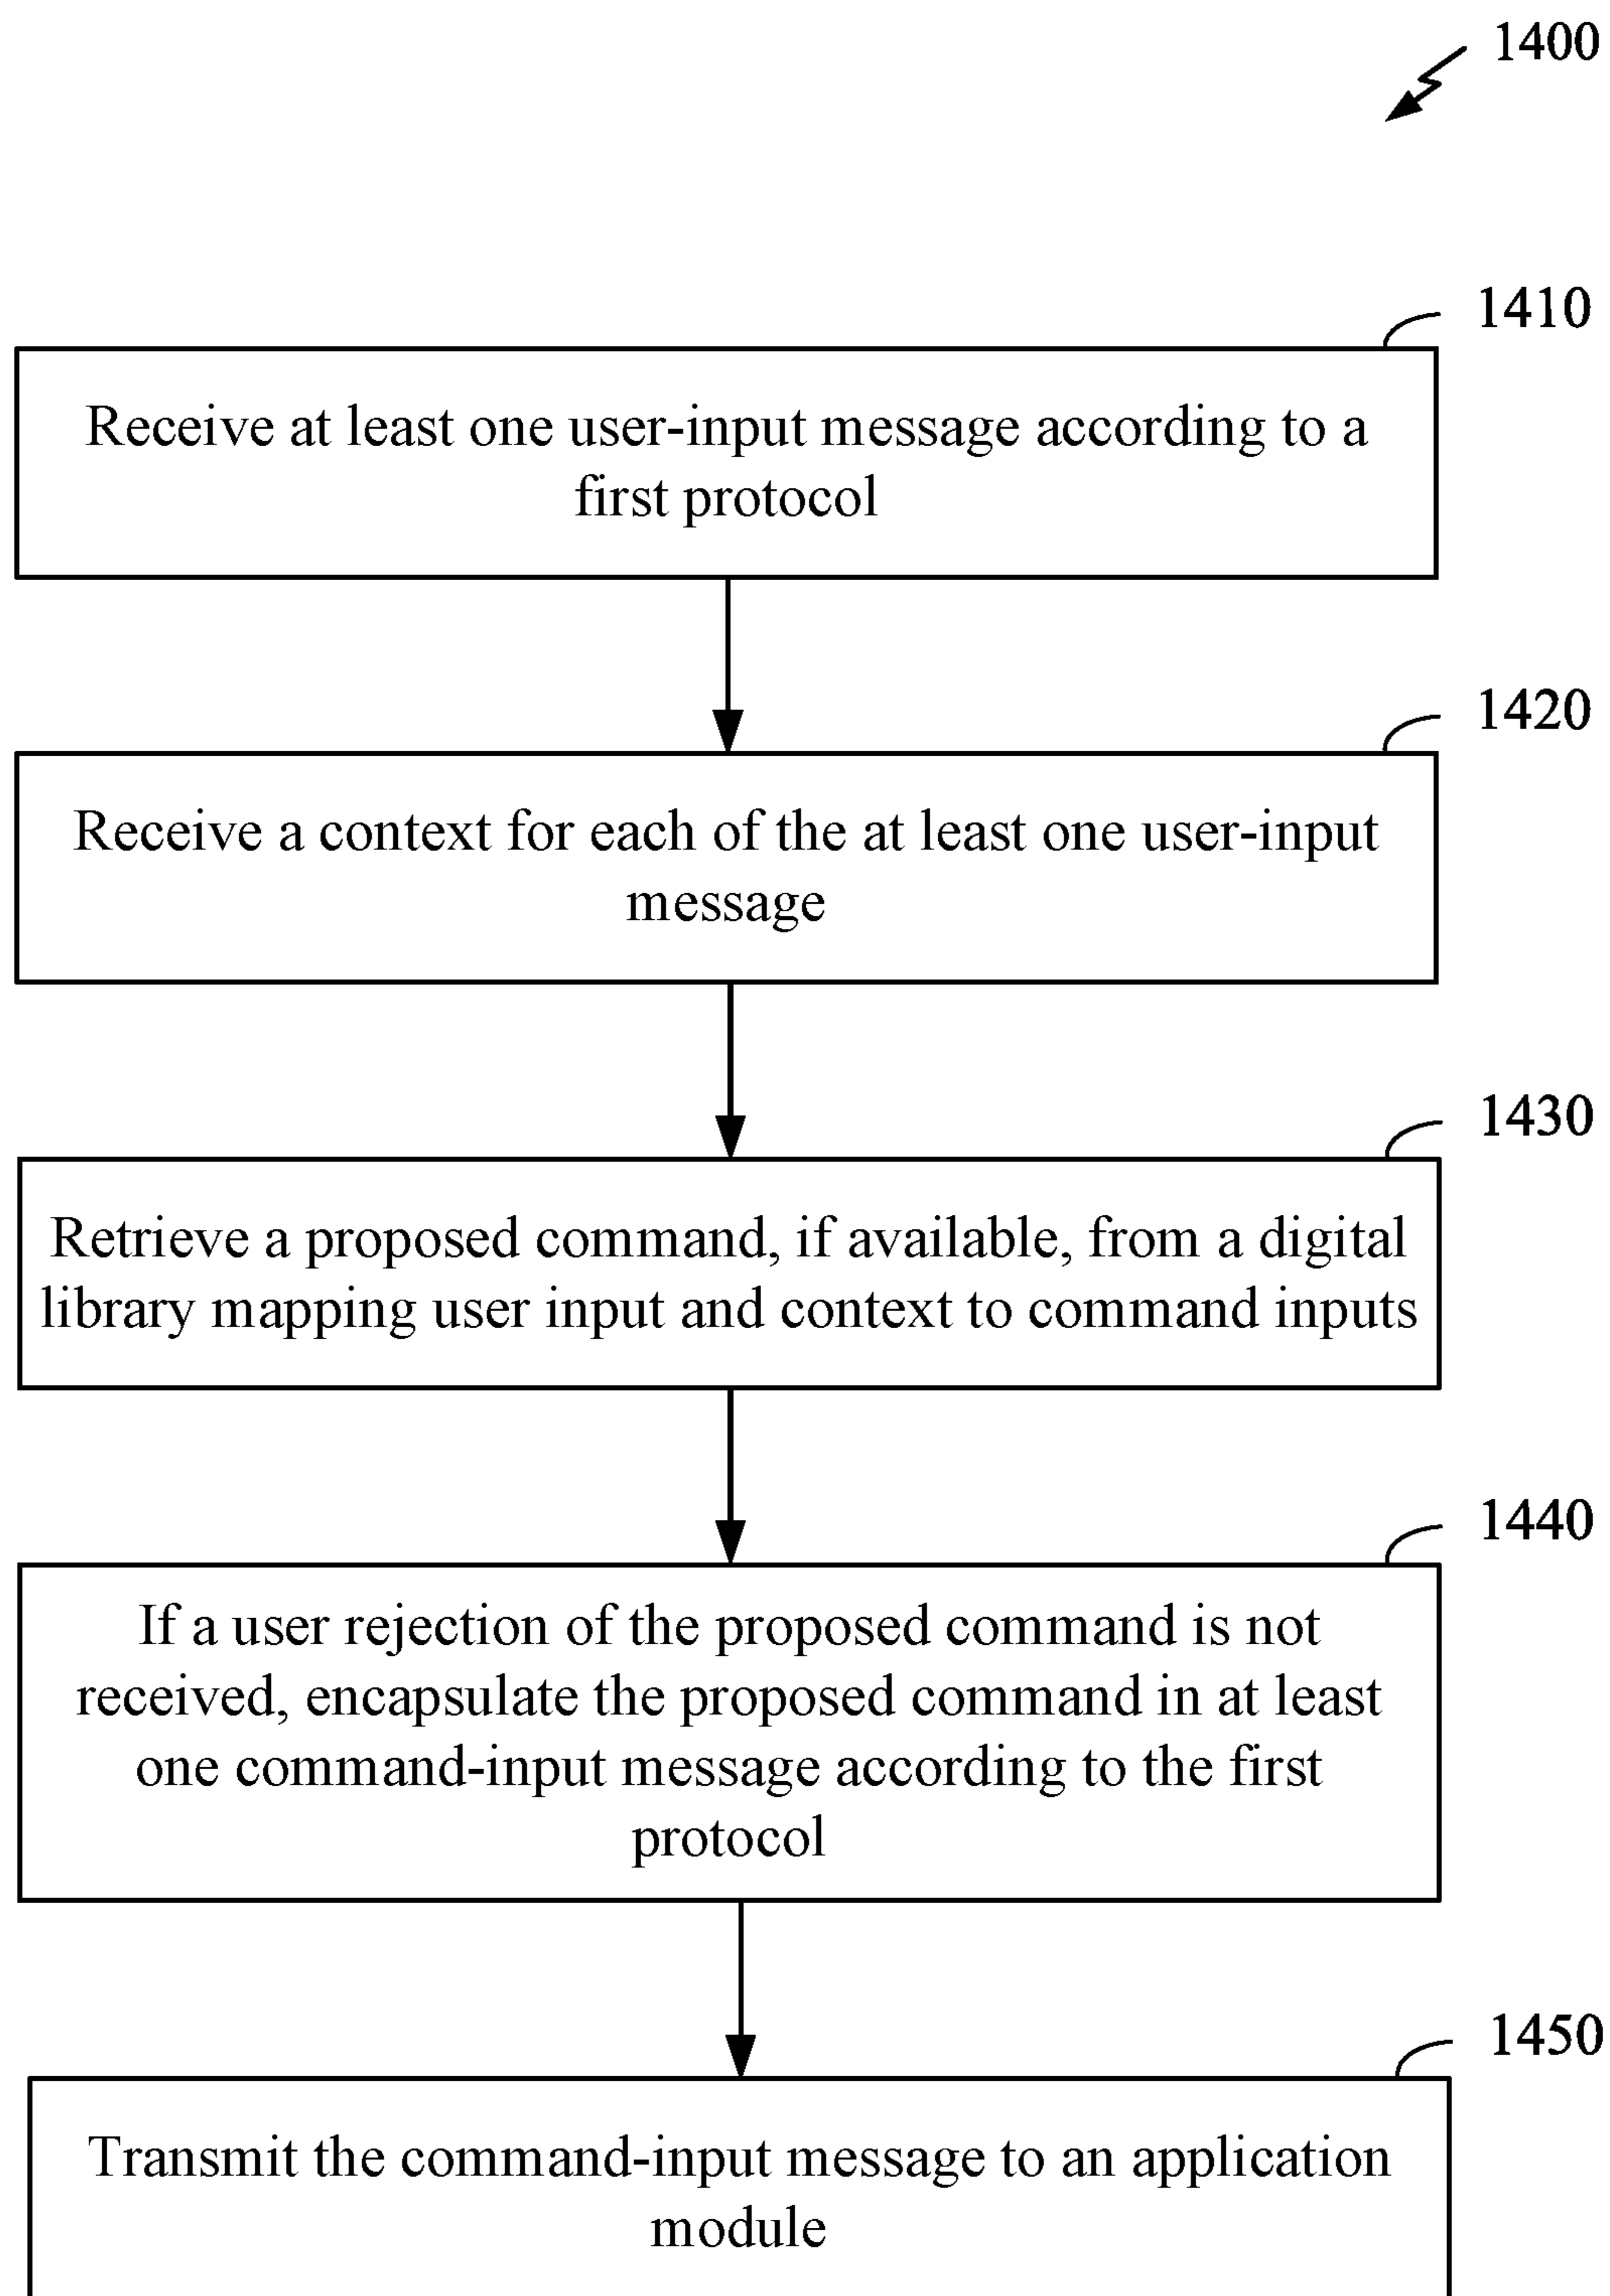 1400
1410
Receive at least one user-input message according to a
first protocol
1420
Receive a context for each of the at least one user-input
message
1430
Retrieve a proposed command, if available, from a digital
library mapping user input and context to command inputs
1440
If a user rejection of the proposed command is not
received, encapsulate the proposed command in at least
one command-input message according to the first
protocol
1450
Transmit the command-input message to an application
module